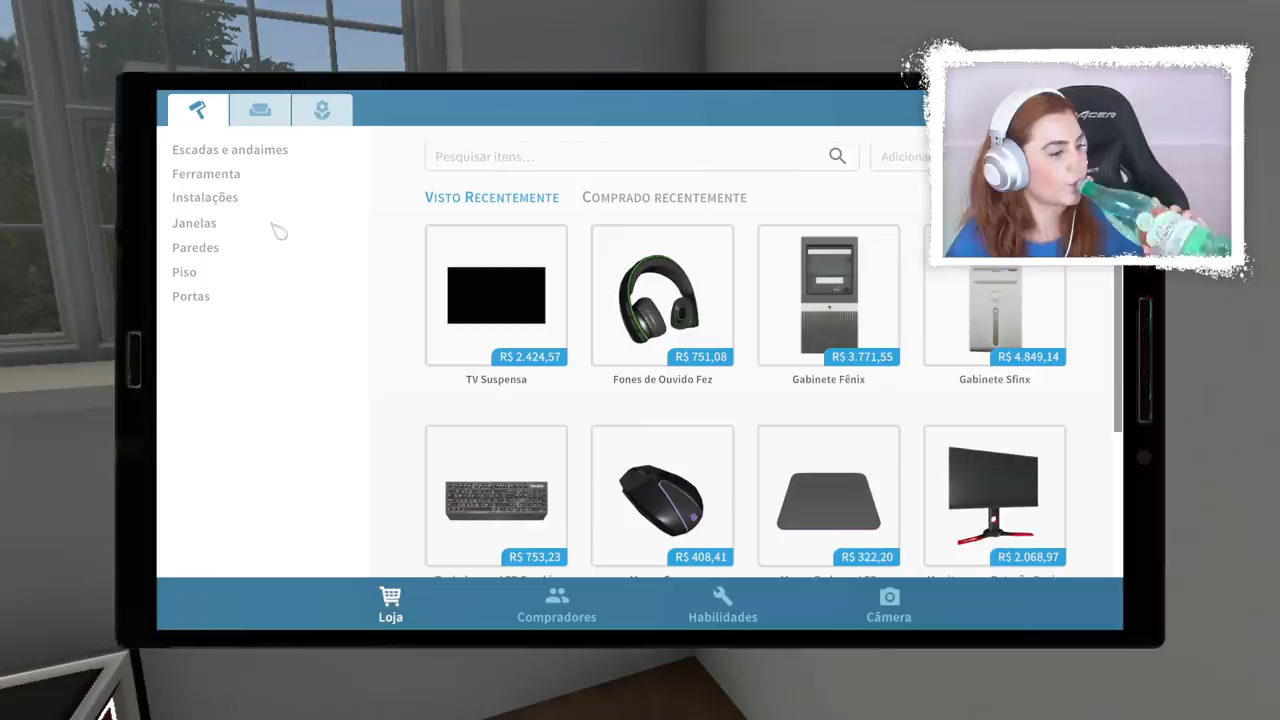 Escadas e andaimes
Ferramenta
Instalações
Janelas
Paredes
Piso
Portas
Pesquisar itens...
VISTO RECENTEMENTE
COMPRADO RECENTEMENTE
R$ 2.424,57
R$ 751,08
R$ 3.771,55
R$ 4.849,14
TV Suspensa
Fones de Ouvido Fez
Gabinete Fênix
Gabinete Sfinx
R$ 753,23
R$ 408,41
R$ 322,20
R$ 2.068,97
Loja
Compradores
Habilidades
Câmera